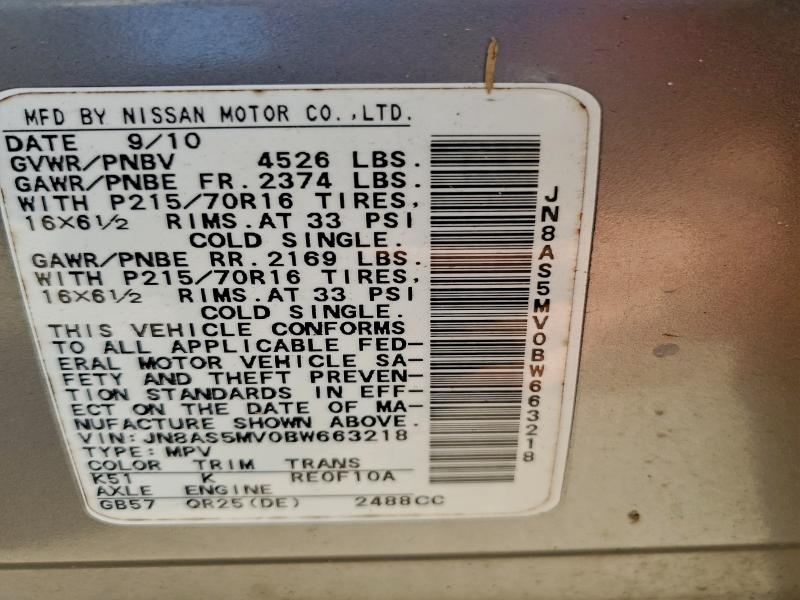 MFD BY NISSAN MOTOR CO.,LTD.
DATE 9/10
GVWR/PNBV 4526 LBS.
GAWR/PNBE FR. 2374 LBS.
WITH P215/70R16 TIRES,
16X6 1/2 RIMS.AT 33 PSI
COLD SINGLE.
GAWR/PNBE RR. 2169 LBS.
WITH P215/70R16 TIRES,
16X6 1/2 RIMS.AT 33 PSI
COLD SINGLE.
THIS VEHICLE CONFORMS
TO ALL APPLICABLE FED-
ERAL MOTOR VEHICLE SA-
FETY AND THEFT PREVEN-
TION STANDARDS IN EFF-
ECT ON THE DATE OF MA-
NUFACTURE SHOWN ABOVE.
VIN:JN8AS5MV0BW663218
TYPE:MPV
COLOR TRIM TRANS
K51 K RE0F10A
AXLE ENGINE
GB57 QR25(DE) 2488CC
JN8AS5MV0BW663218